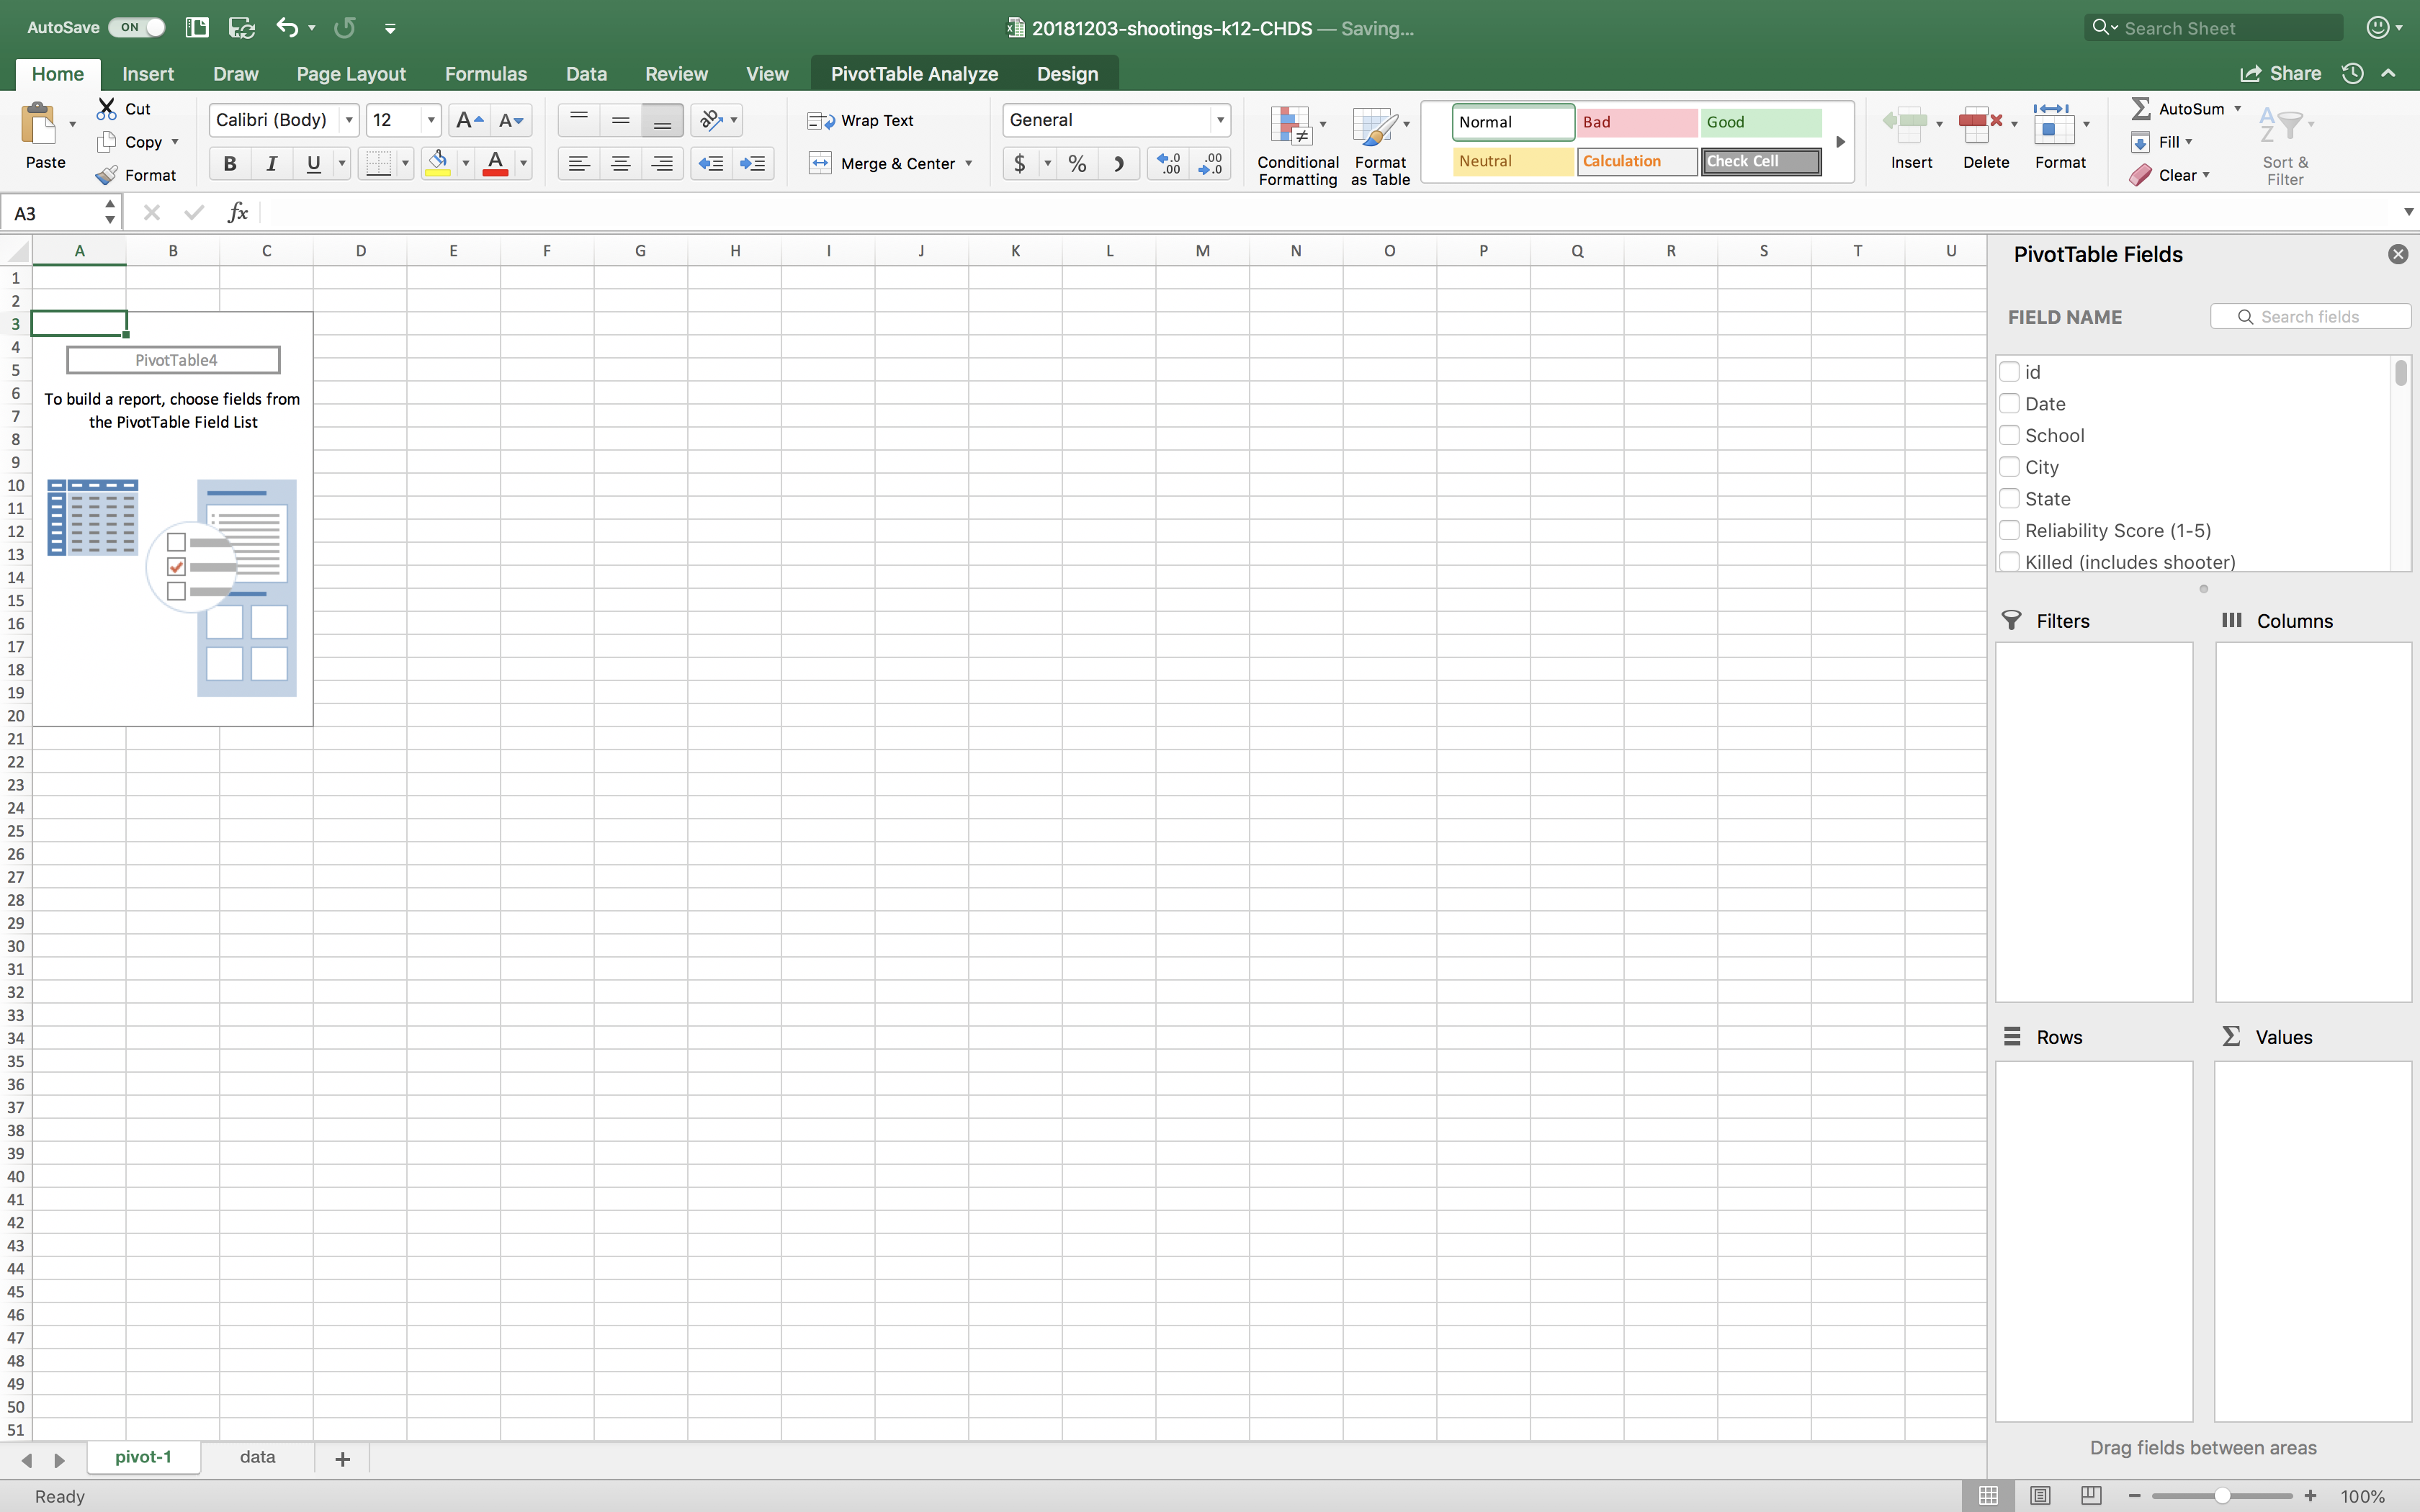 AutoSave ON
20181203-shootings-k12-CHDS — Saving...
Search Sheet
Home Insert Draw Page Layout Formulas Data Review View PivotTable Analyze Design
Share
Paste
Cut
Copy
Format
Calibri (Body) 12
A A
B I U A
Wrap Text
Merge & Center
General
$ % .0 .00 .00 .0
Conditional Formatting
Format as Table
Normal Bad Good
Neutral Calculation Check Cell
Insert Delete Format
AutoSum
Fill
Clear
A Z
Sort & Filter
A3 fx
A B C D E F G H I J K L M N O P Q R S T U
1
2
3
4
5
6
7
8
9
10
11
12
13
14
15
16
17
18
19
20
21
22
23
24
25
26
27
28
29
30
31
32
33
34
35
36
37
38
39
40
41
42
43
44
45
46
47
48
49
50
51
PivotTable4
To build a report, choose fields from
the PivotTable Field List
PivotTable Fields
FIELD NAME Search fields
id
Date
School
City
State
Reliability Score (1-5)
Killed (includes shooter)
Filters Columns
Rows Σ Values
Drag fields between areas
pivot-1 data +
Ready
100%